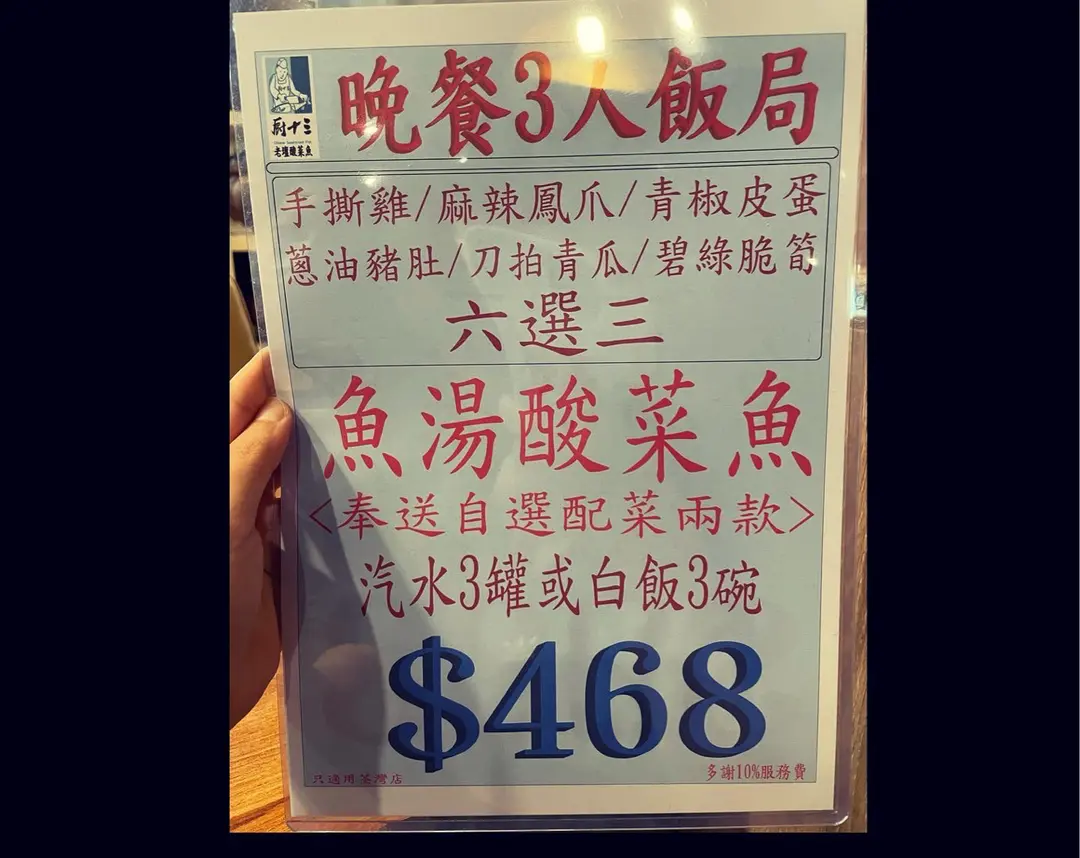 晚餐3人飯局
廚十三
老壇酸菜魚
手撕雞/麻辣鳳爪/青椒皮蛋
蔥油豬肚/刀拍青瓜/碧綠脆筍
六選三
魚湯酸菜魚
<奉送自選配菜兩款>
汽水3罐或白飯3碗
$468
只適用荃灣店
多謝10%服務費